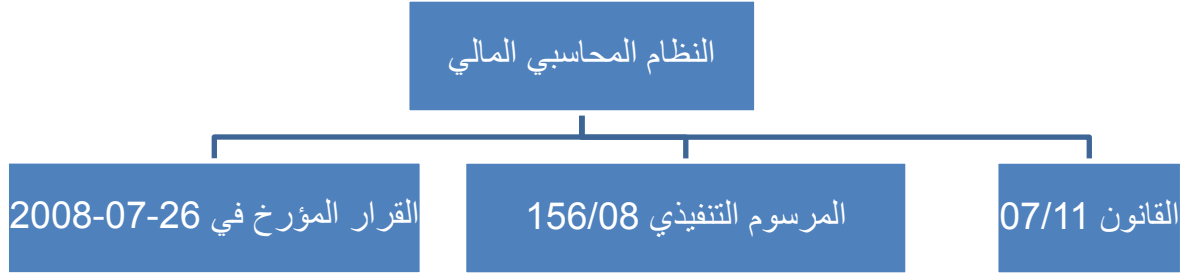 النظام المحاسبي المالي
القانون 07/11
المرسوم التنفيذي 156/08
القرار المؤرخ في 26-07-2008